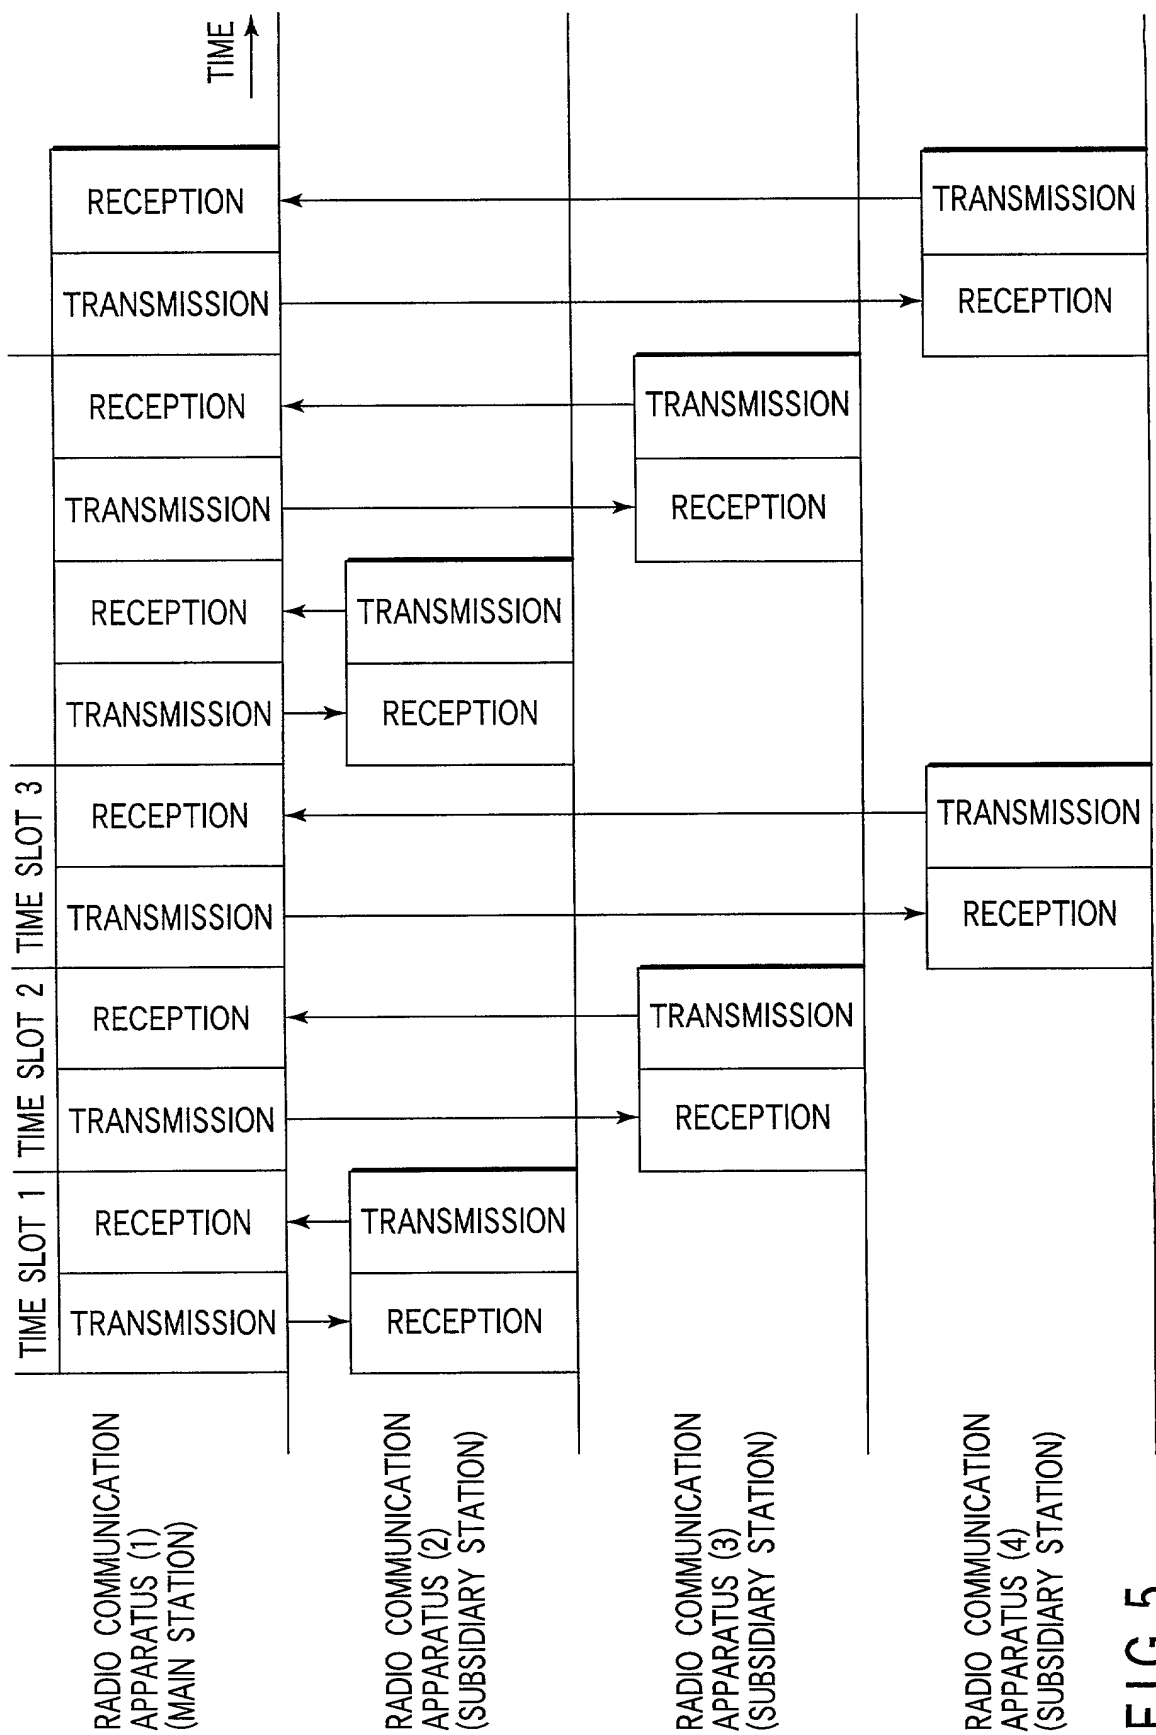 TIME
TIME SLOT 1
TIME SLOT 2
TIME SLOT 3
RADIO COMMUNICATION
APPARATUS (1)
(MAIN STATION)
TRANSMISSION
RECEPTION
TRANSMISSION
RECEPTION
TRANSMISSION
RECEPTION
TRANSMISSION
RECEPTION
TRANSMISSION
RECEPTION
TRANSMISSION
RECEPTION
RADIO COMMUNICATION
APPARATUS (2)
(SUBSIDIARY STATION)
RECEPTION
TRANSMISSION
RECEPTION
TRANSMISSION
RADIO COMMUNICATION
APPARATUS (3)
(SUBSIDIARY STATION)
RECEPTION
TRANSMISSION
RECEPTION
TRANSMISSION
RADIO COMMUNICATION
APPARATUS (4)
(SUBSIDIARY STATION)
RECEPTION
TRANSMISSION
RECEPTION
TRANSMISSION
FIG. 5